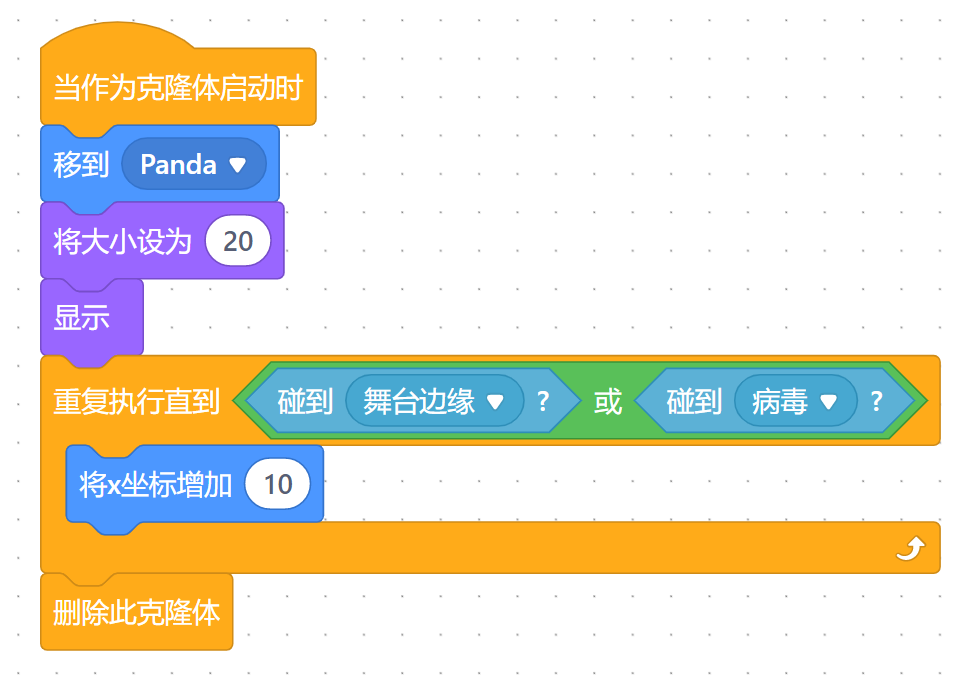 当作为克隆体启动时
移到 Panda
将大小设为 20
显示
重复执行直到 碰到 舞台边缘 ? 或 碰到 病毒 ?
将x坐标增加 10
删除此克隆体